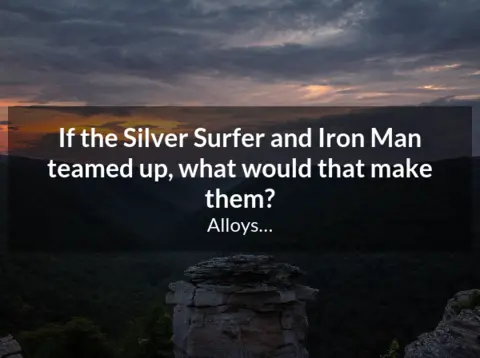 If the Silver Surfer and Iron Man
teamed up, what would that make
them?
Alloys...